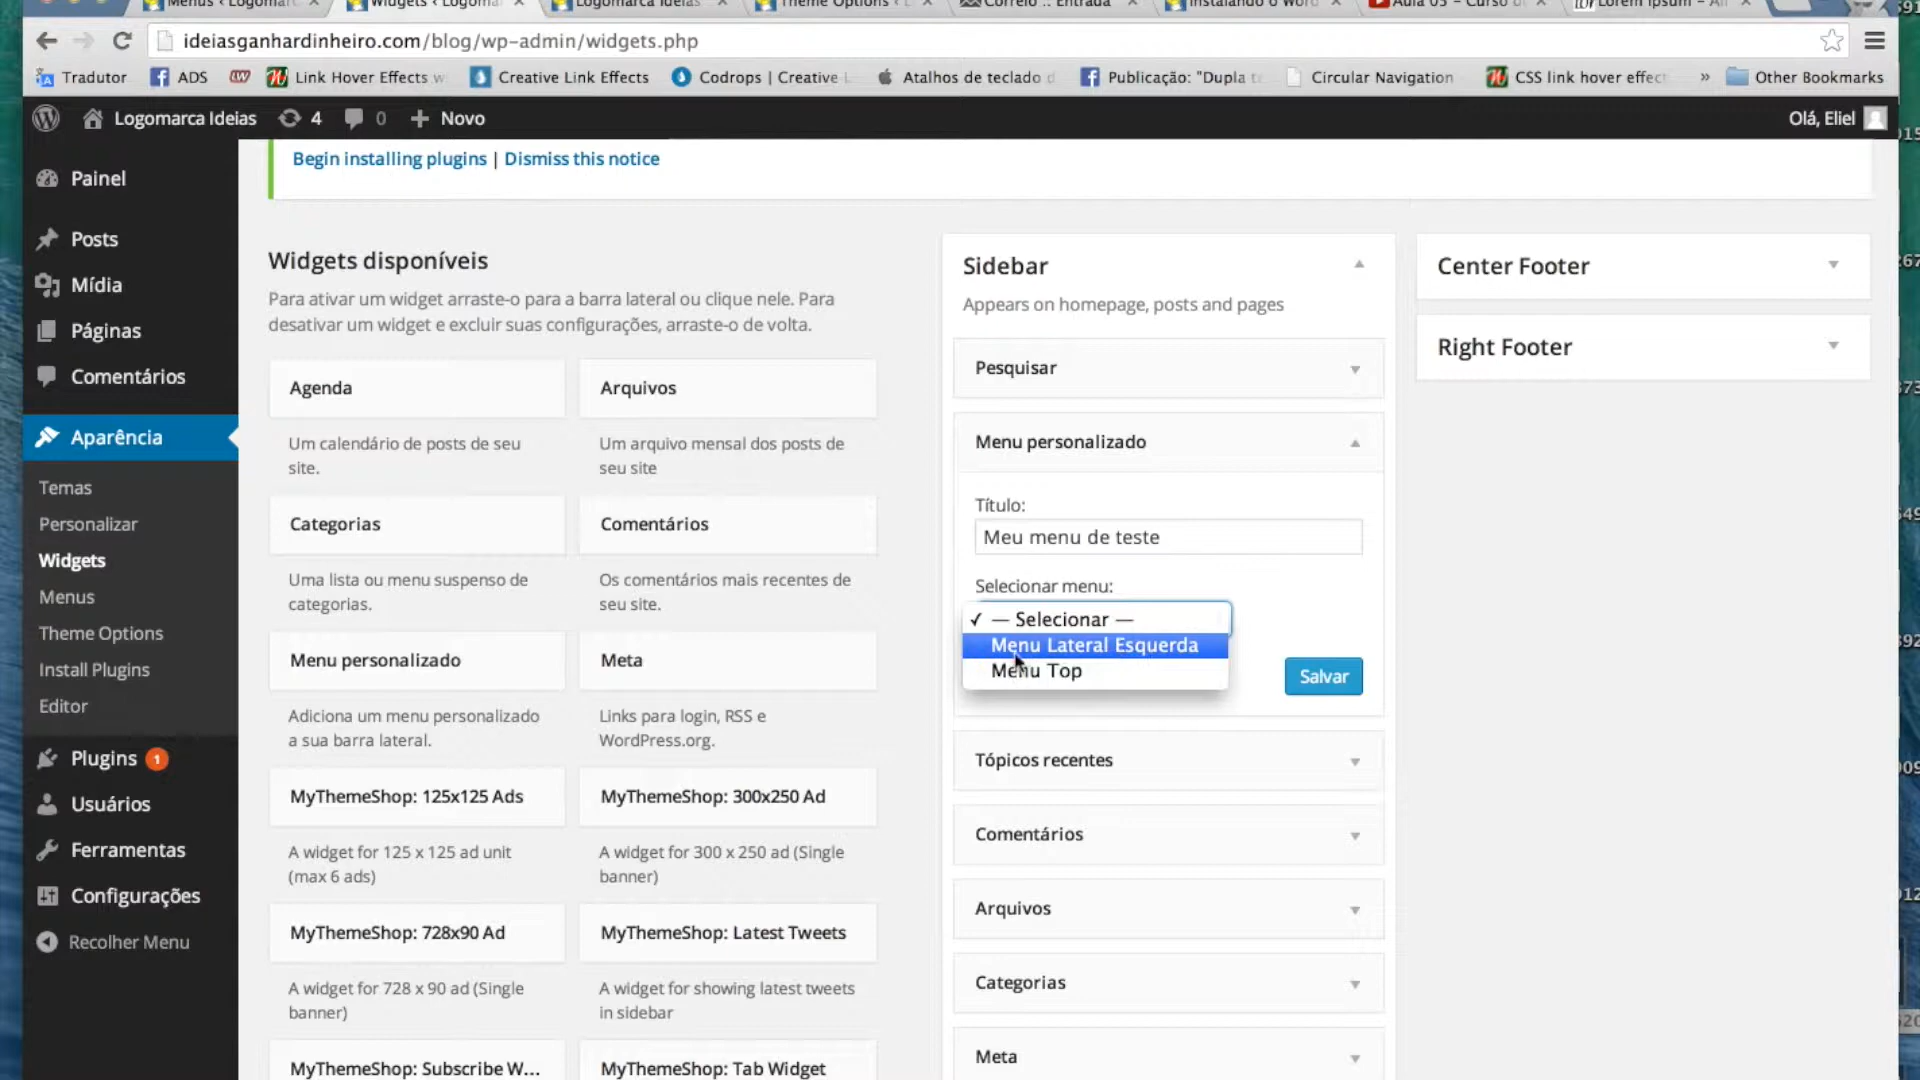 ideiasganhardinheiro.com/blog/wp-admin/widgets.php
Tradutor
ADS
Link Hover Effects
Creative Link Effects
Codrops | Creative
Atalhos de teclado
Publicação: "Dupla
Circular Navigation
CSS link hover effec
»
Other Bookmarks
Logomarca Ideias
4
0
Novo
Olá, Eliel
Begin installing plugins | Dismiss this notice
Painel
Posts
Mídia
Páginas
Comentários
Aparência
Temas
Personalizar
Widgets
Menus
Theme Options
Install Plugins
Editor
Plugins 1
Usuários
Ferramentas
Configurações
Recolher Menu
Widgets disponíveis
Para ativar um widget arraste-o para a barra lateral ou clique nele. Para
desativar um widget e excluir suas configurações, arraste-o de volta.
Agenda
Um calendário de posts de seu
site.
Arquivos
Um arquivo mensal dos posts de
seu site
Categorias
Uma lista ou menu suspenso de
categorias.
Comentários
Os comentários mais recentes de
seu site.
Menu personalizado
Adiciona um menu personalizado
a sua barra lateral.
Meta
Links para login, RSS e
WordPress.org.
MyThemeShop: 125x125 Ads
A widget for 125 x 125 ad unit
(max 6 ads)
MyThemeShop: 300x250 Ad
A widget for 300 x 250 ad (Single
banner)
MyThemeShop: 728x90 Ad
A widget for 728 x 90 ad (Single
banner)
MyThemeShop: Latest Tweets
A widget for showing latest tweets
in sidebar
MyThemeShop: Subscribe W...
MyThemeShop: Tab Widget
Sidebar
Appears on homepage, posts and pages
Pesquisar
Menu personalizado
Título:
Meu menu de teste
Selecionar menu:
✓ — Selecionar —
Menu Lateral Esquerda
Menu Top
Salvar
Tópicos recentes
Comentários
Arquivos
Categorias
Meta
Center Footer
Right Footer